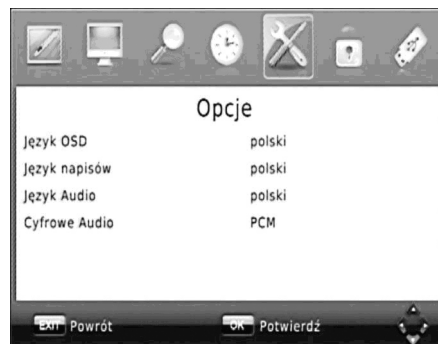 Opcje
Język OSD polski
Język napisów polski
Język Audio polski
Cyfrowe Audio PCM
EXIT Powrót OK Potwierdź